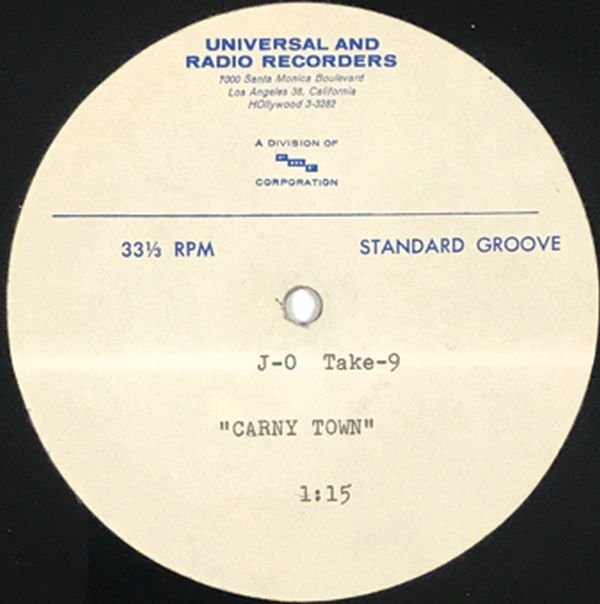 UNIVERSAL AND
RADIO RECORDERS
7000 Santa Monica Boulevard
Los Angeles 38, California
HOllywood 3-3282
A DIVISION OF
CORPORATION
33⅓ RPM STANDARD GROOVE
J-O Take-9
"CARNY TOWN"
1:15